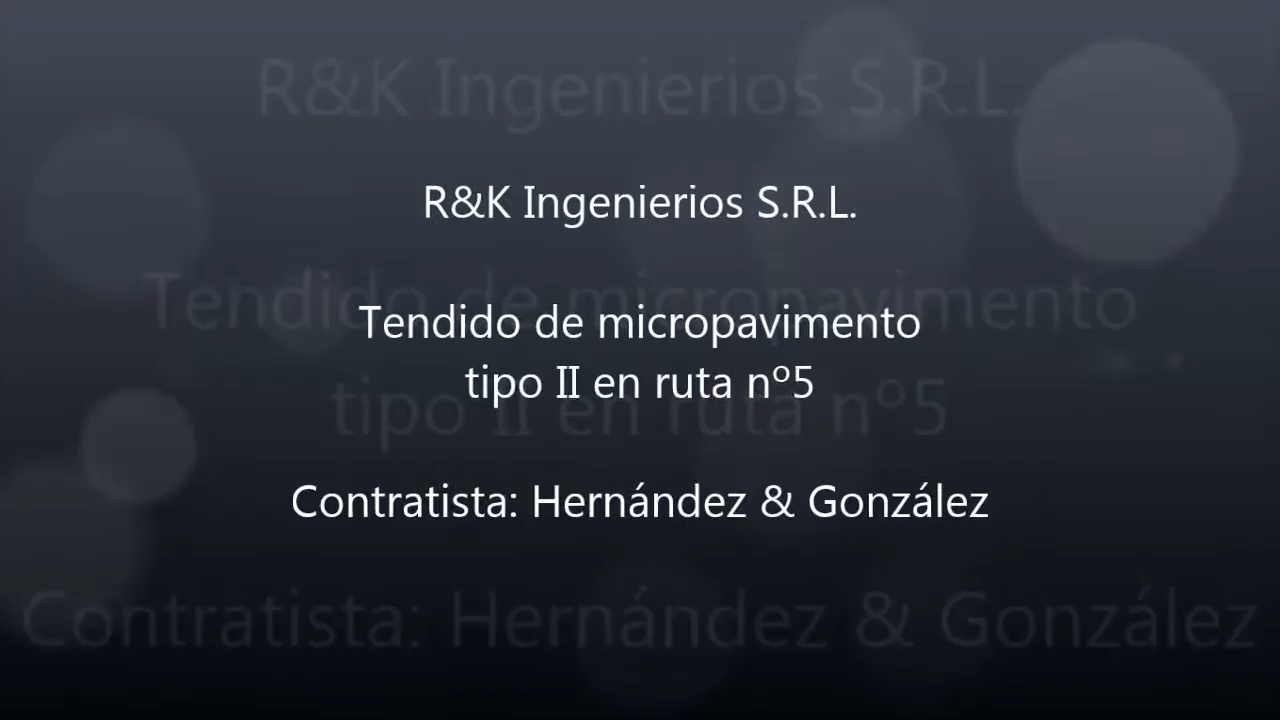 R&K Ingenierios S.R.L.
Tendido de micropavimento
tipo II en ruta nº5
Contratista: Hernández & González